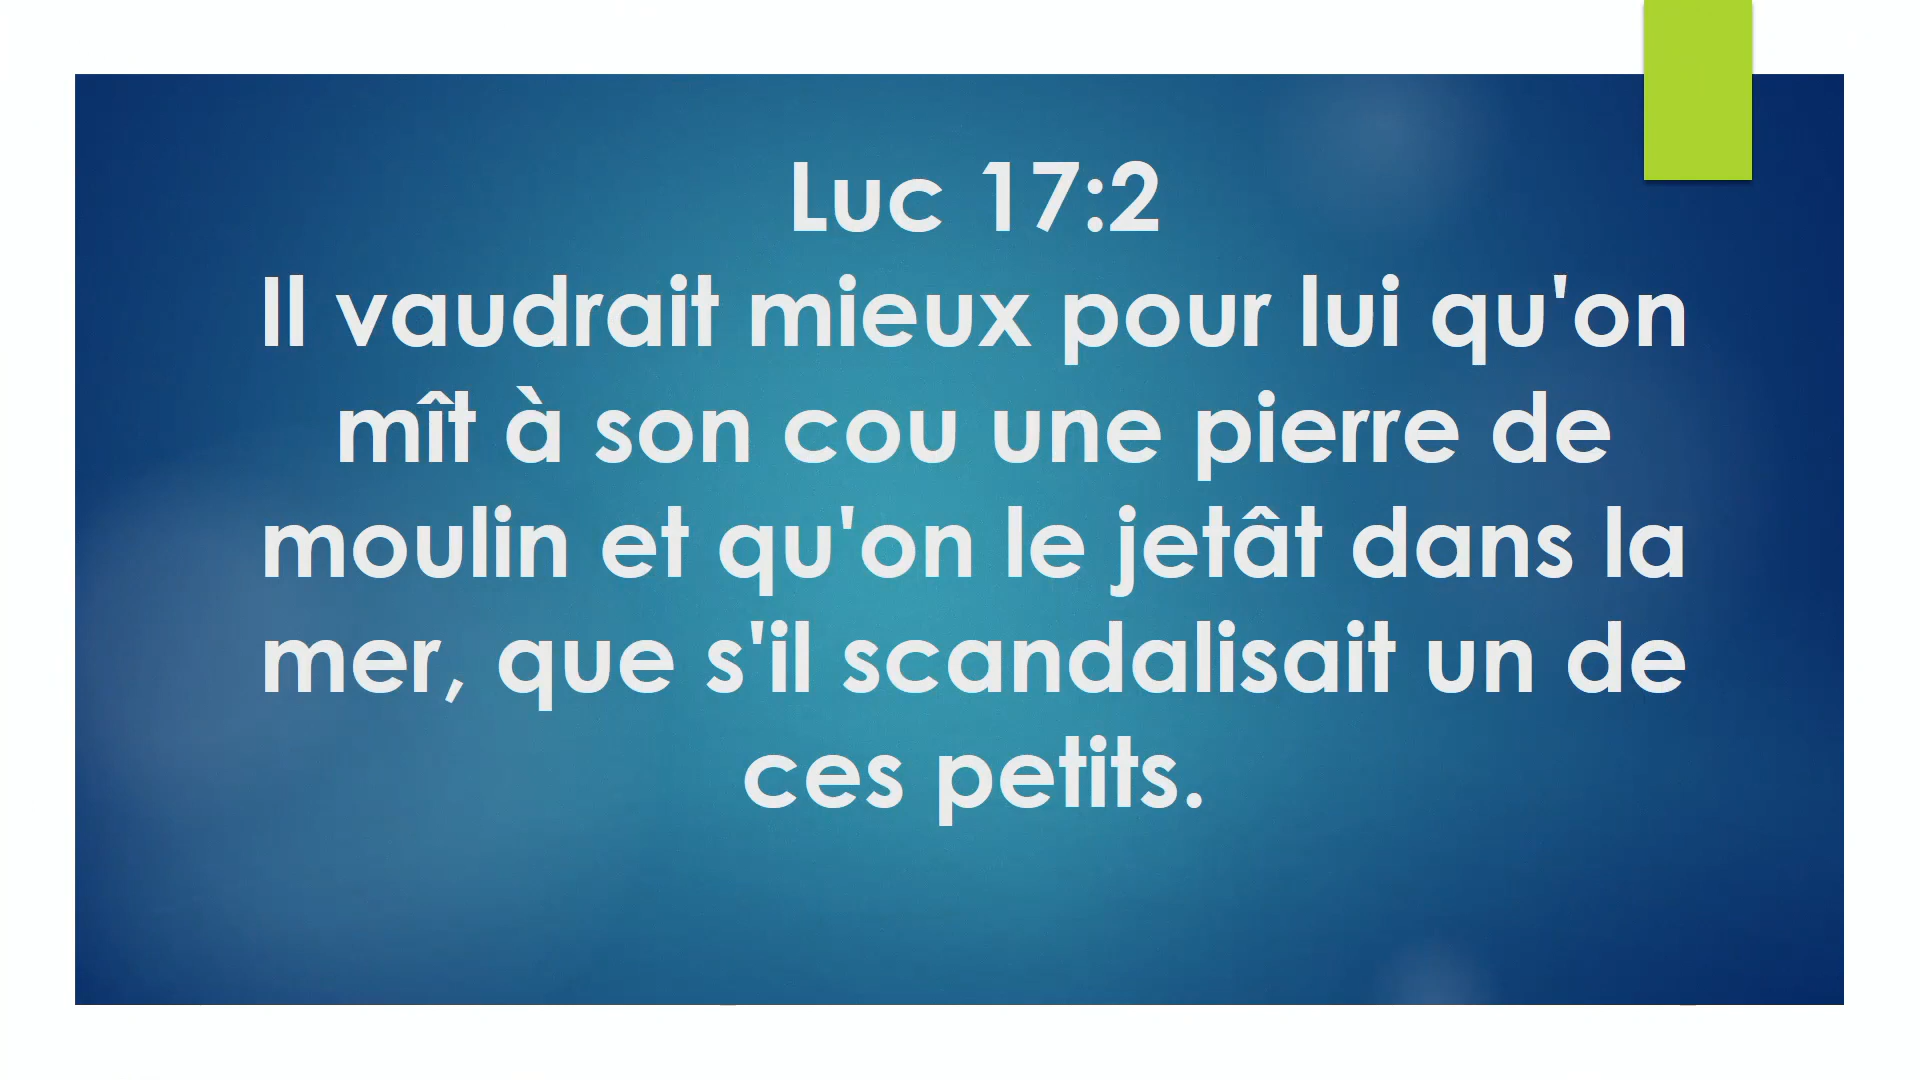 Luc 17:2
Il vaudrait mieux pour lui qu'on
mît à son cou une pierre de
moulin et qu'on le jetât dans la
mer, que s'il scandalisait un de
ces petits.